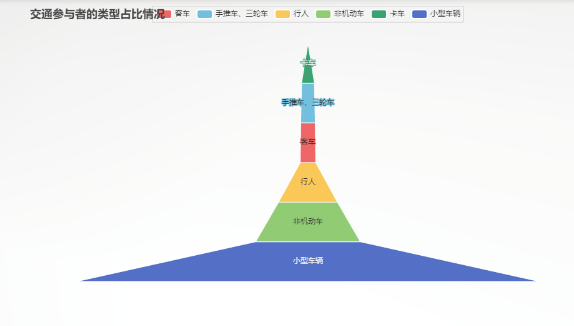 交通参与者的类型占比情况
客车 手推车、三轮车 行人 非机动车 卡车 小型车辆
卡车
手推车、三轮车
客车
行人
非机动车
小型车辆